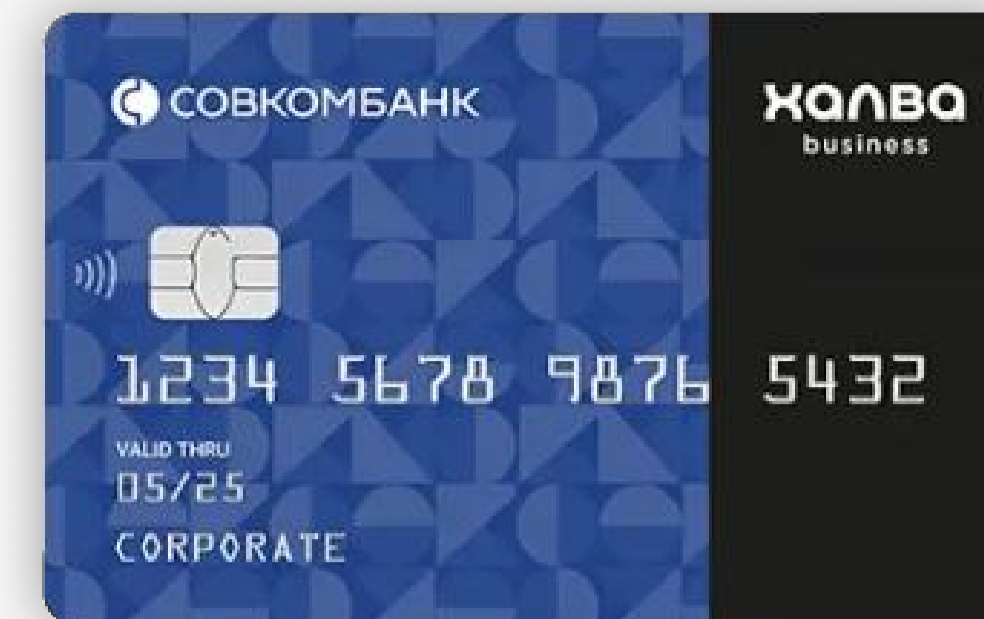 СОВКОМБАНК
халва
business
1234 5678 9876 5432
VALID THRU
05/25
CORPORATE